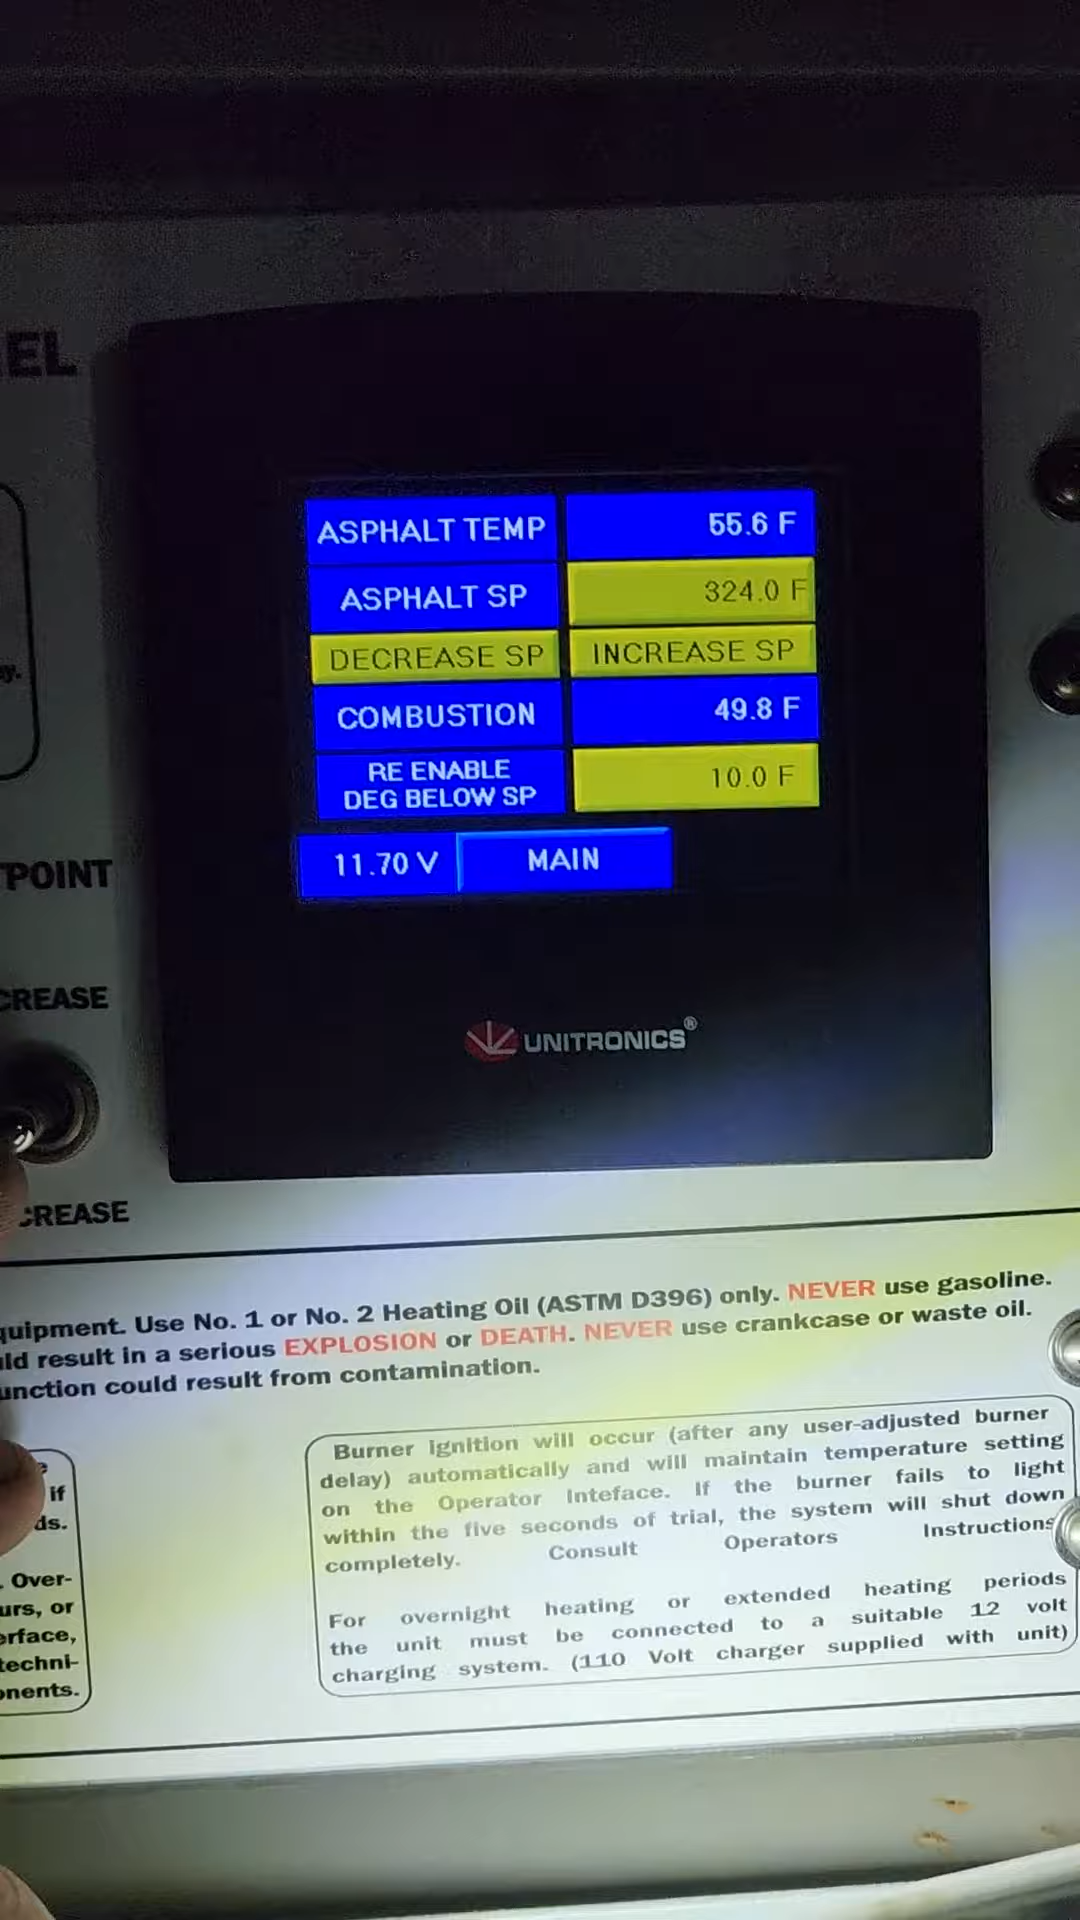 EL
ASPHALT TEMP 55.6 F
ASPHALT SP 324.0 F
DECREASE SP INCREASE SP
COMBUSTION 49.8 F
RE ENABLE
DEG BELOW SP 10.0 F
11.70 V MAIN
POINT
CREASE
UNITRONICS®
CREASE
quipment. Use No. 1 or No. 2 Heating Oil (ASTM D396) only. NEVER use gasoline.
ld result in a serious EXPLOSION or DEATH. NEVER use crankcase or waste oil.
unction could result from contamination.
if
ds.
. Over-
urs, or
erface,
techni-
onents.
Burner ignition will occur (after any user-adjusted burner
delay) automatically and will maintain temperature setting
on the Operator Inteface. If the burner fails to light
within the five seconds of trial, the system will shut down
completely. Consult Operators Instructions
For overnight heating or extended heating periods
the unit must be connected to a suitable 12 volt
charging system. (110 Volt charger supplied with unit)